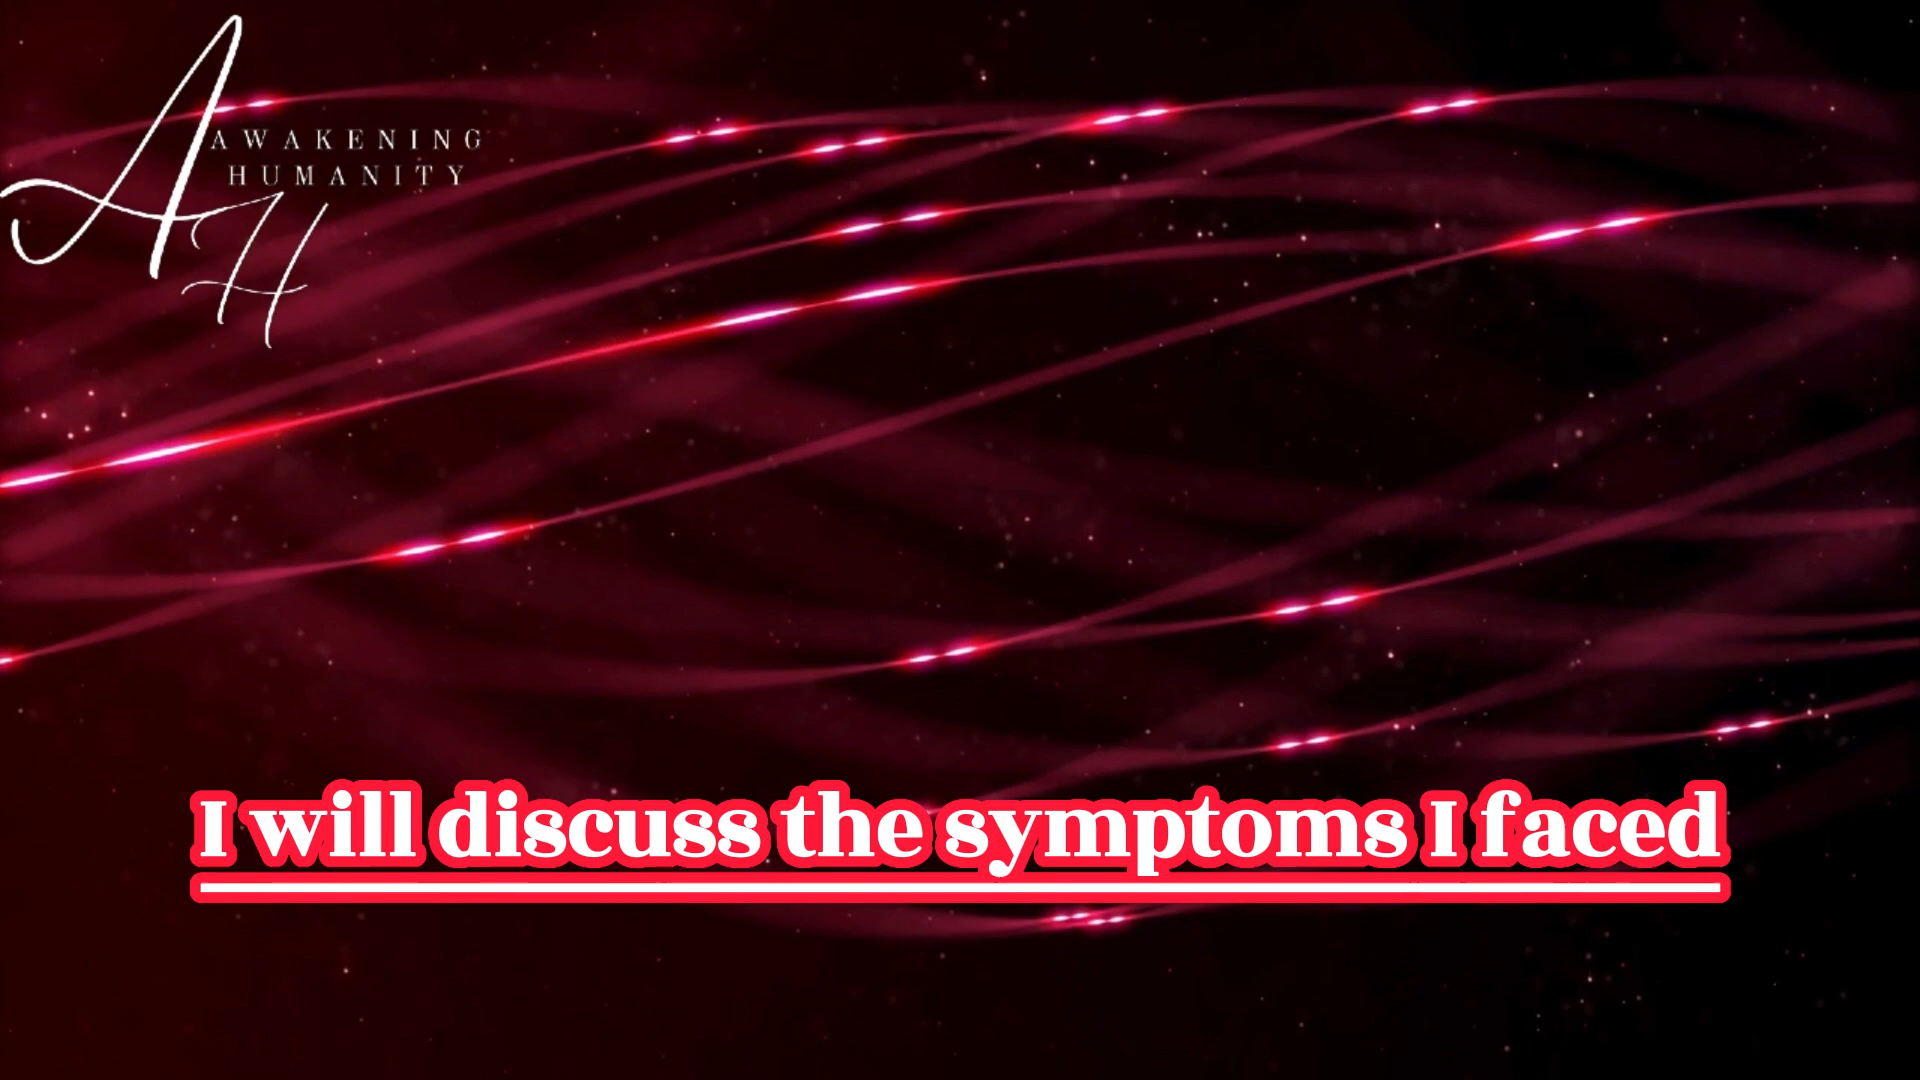 A
AWAKENING
HUMANITY
H
I will discuss the symptoms I faced